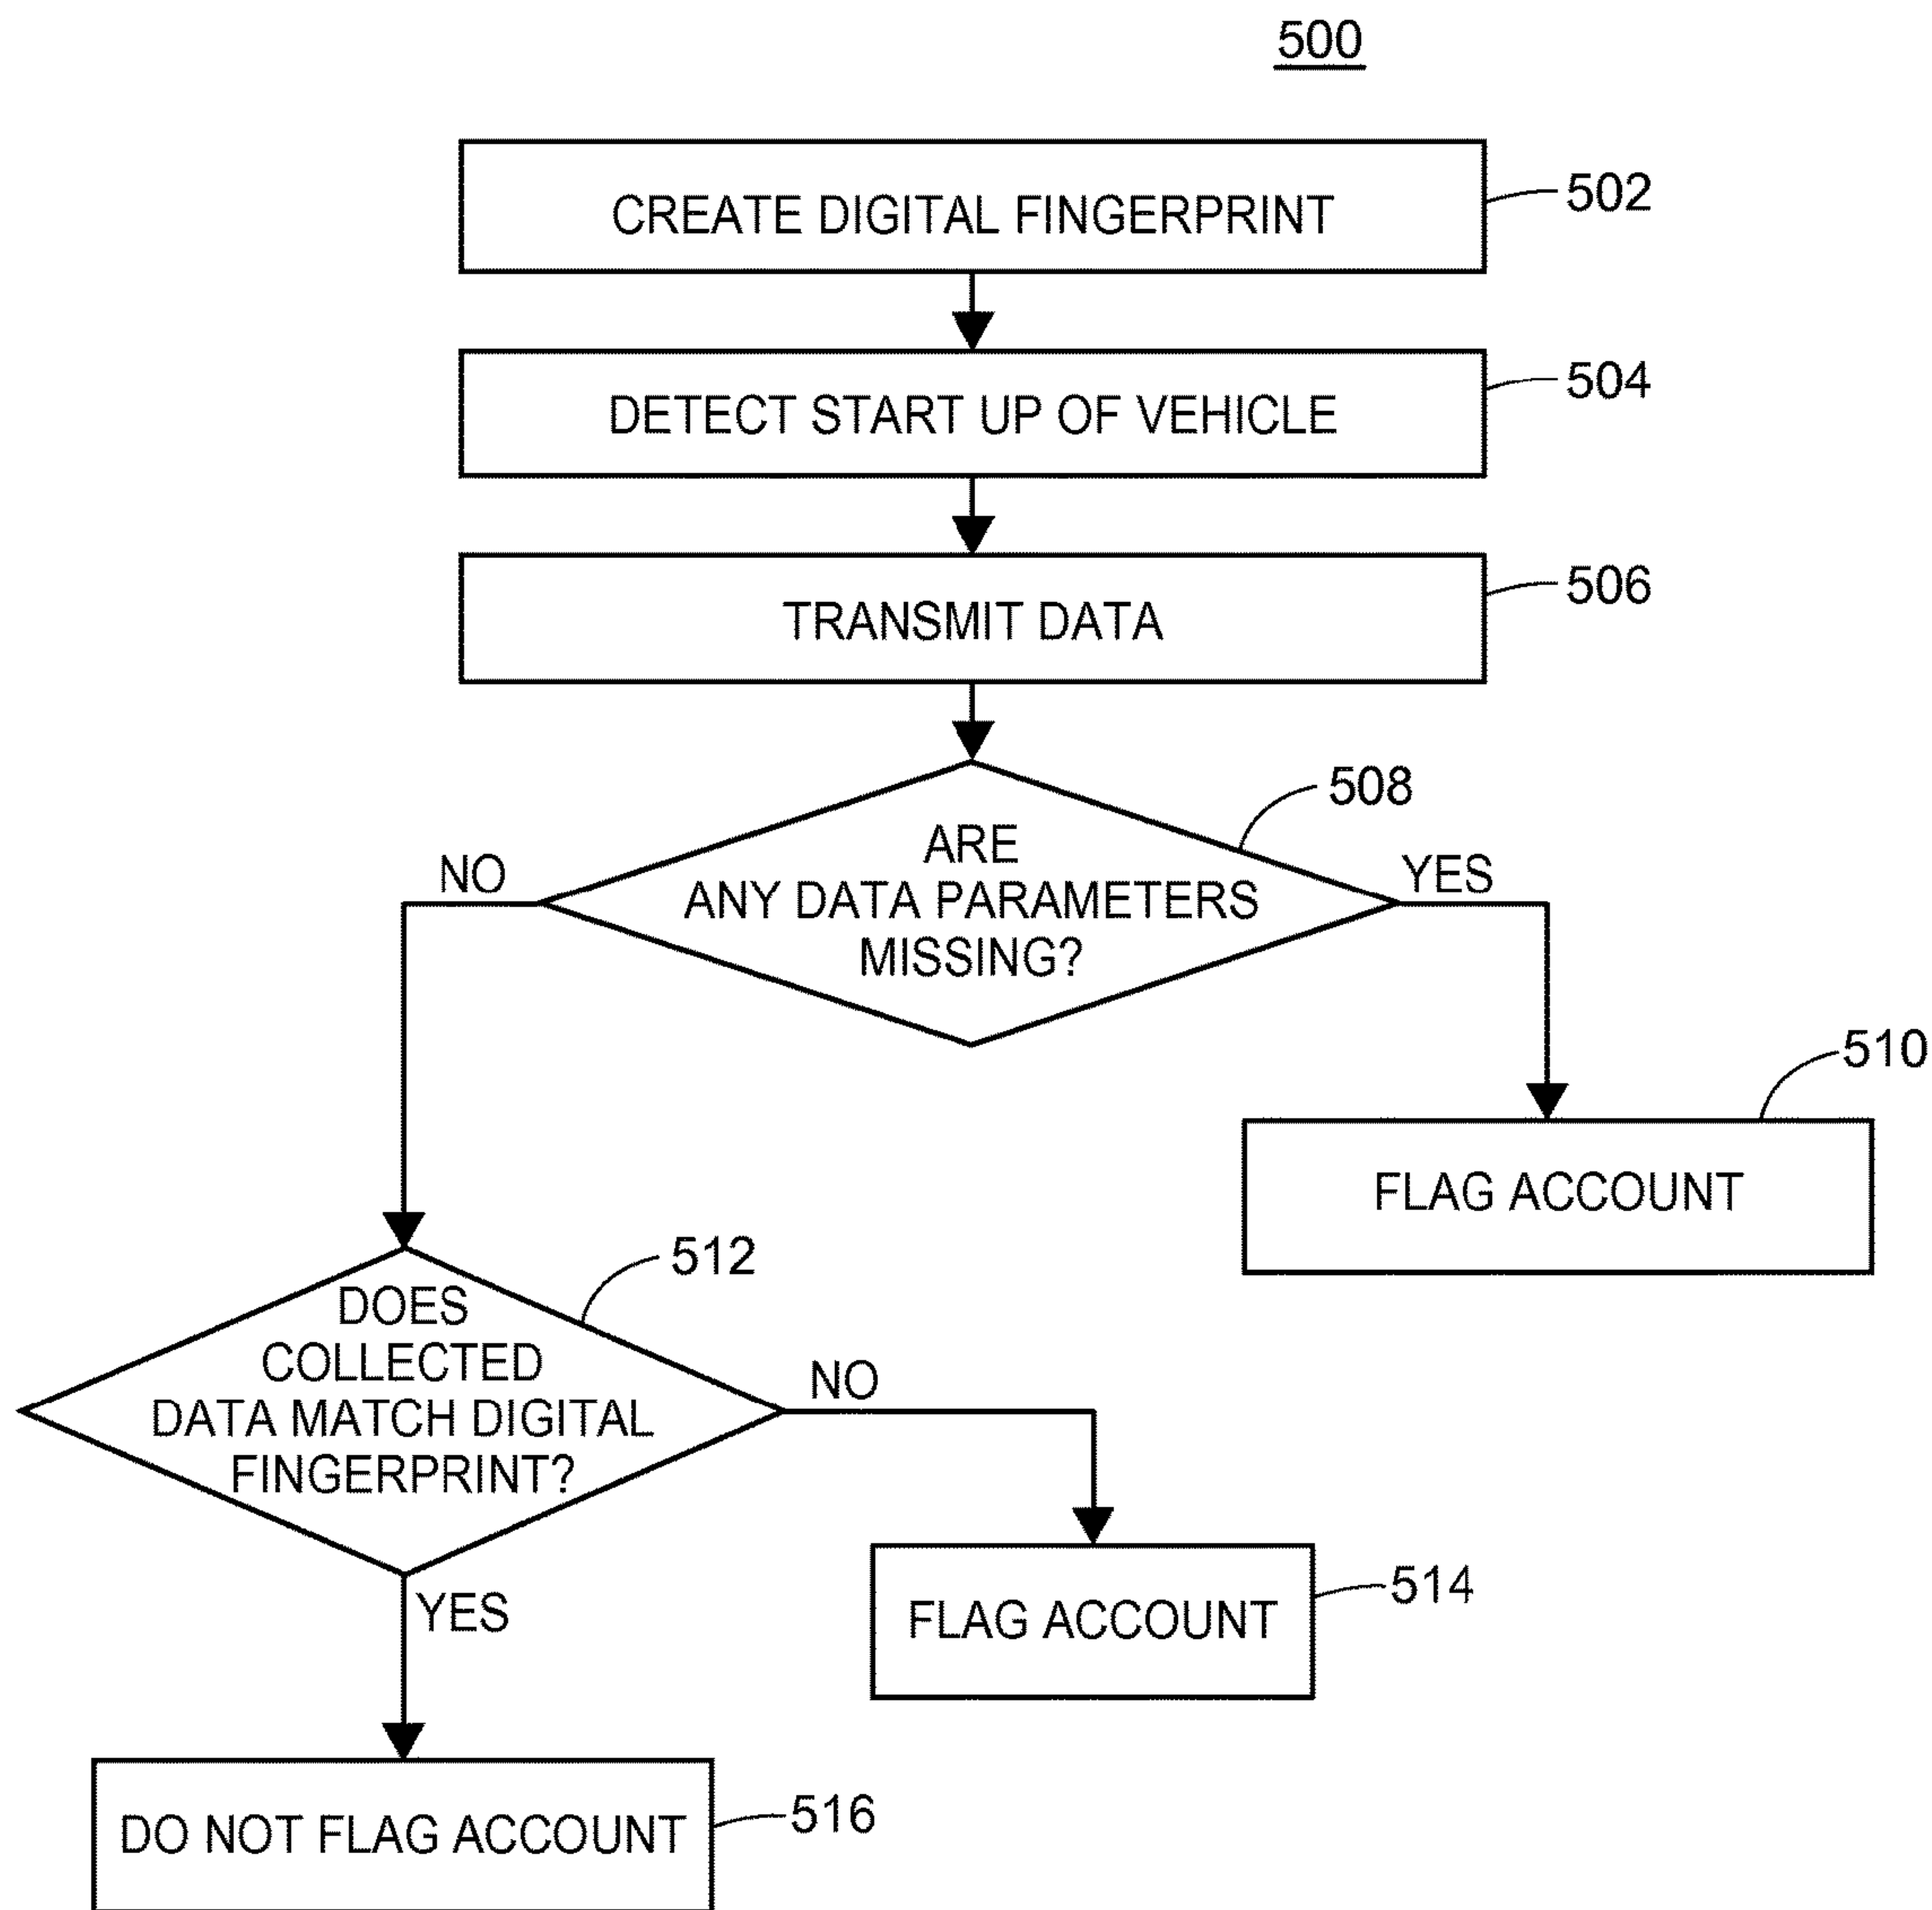 500
CREATE DIGITAL FINGERPRINT
502
DETECT START UP OF VEHICLE
504
TRANSMIT DATA
506
508
ARE
ANY DATA PARAMETERS
MISSING?
NO
YES
510
FLAG ACCOUNT
512
DOES
COLLECTED
DATA MATCH DIGITAL
FINGERPRINT?
NO
514
FLAG ACCOUNT
YES
DO NOT FLAG ACCOUNT
516